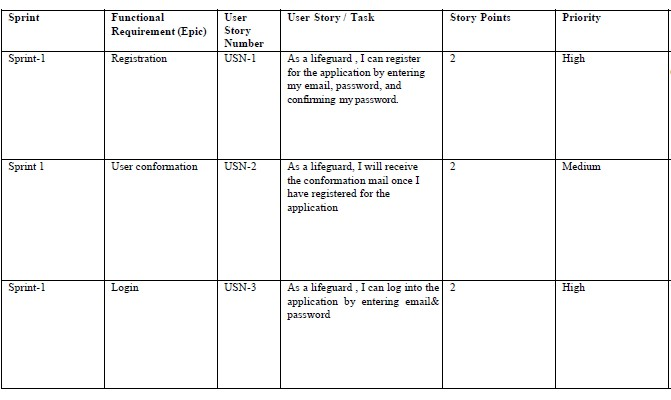 Sprint
Functional
Requirement (Epic)
User
Story
Number
User Story / Task
Story Points
Priority
Sprint-1
Registration
USN-1
As a lifeguard , I can register
for the application by entering
my email, password, and
confirming my password.
2
High
Sprint 1
User conformation
USN-2
As a lifeguard, I will receive
the conformation mail once I
have registered for the
application
2
Medium
Sprint-1
Login
USN-3
As a lifeguard , I can log into the
application by entering email&
password
2
High